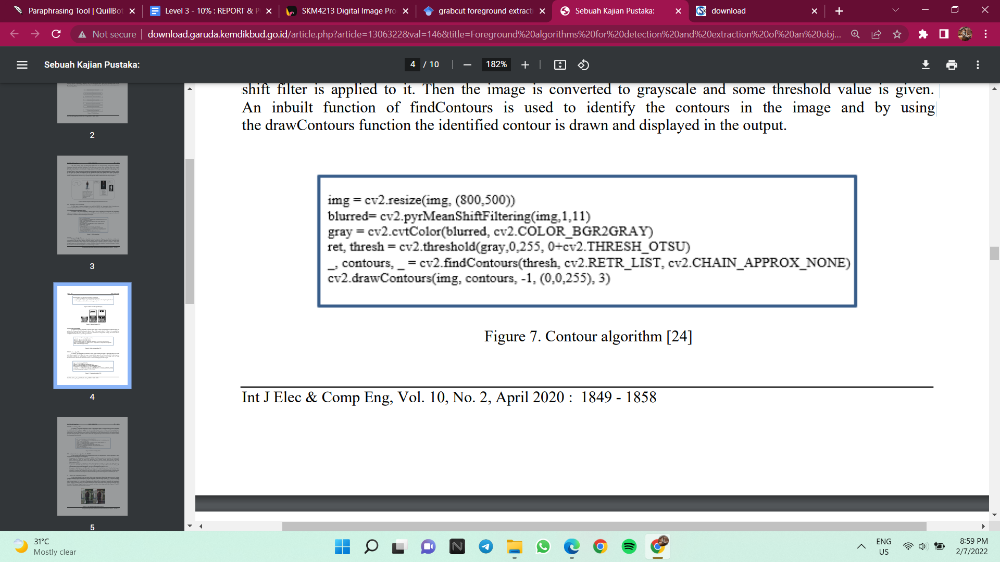 Paraphrasing Tool | QuillBo
Level 3 - 10% : REPORT & P
SKM4213 Digital Image Pro
grabcut foreground extracti
Sebuah Kajian Pustaka:
download
Not secure
download.garuda.kemdikbud.go.id/article.php?article=1306322&val=146&title=Foreground%20algorithms%20for%20detection%20and%20extraction%20of%20an%20obj...
Sebuah Kajian Pustaka:
4 / 10
182%
2
3
4
5
shift filter is applied to it. Then the image is converted to grayscale and some threshold value is given.
An inbuilt function of findContours is used to identify the contours in the image and by using
the drawContours function the identified contour is drawn and displayed in the output.
img = cv2.resize(img, (800,500))
blurred= cv2.pyrMeanShiftFiltering(img,1,11)
gray = cv2.cvtColor(blurred, cv2.COLOR_BGR2GRAY)
ret, thresh = cv2.threshold(gray,0,255, 0+cv2.THRESH_OTSU)
_, contours, _ = cv2.findContours(thresh, cv2.RETR_LIST, cv2.CHAIN_APPROX_NONE)
cv2.drawContours(img, contours, -1, (0,0,255), 3)
Figure 7. Contour algorithm [24]
Int J Elec & Comp Eng, Vol. 10, No. 2, April 2020 : 1849 - 1858
31°C
Mostly clear
ENG
US
8:59 PM
2/7/2022